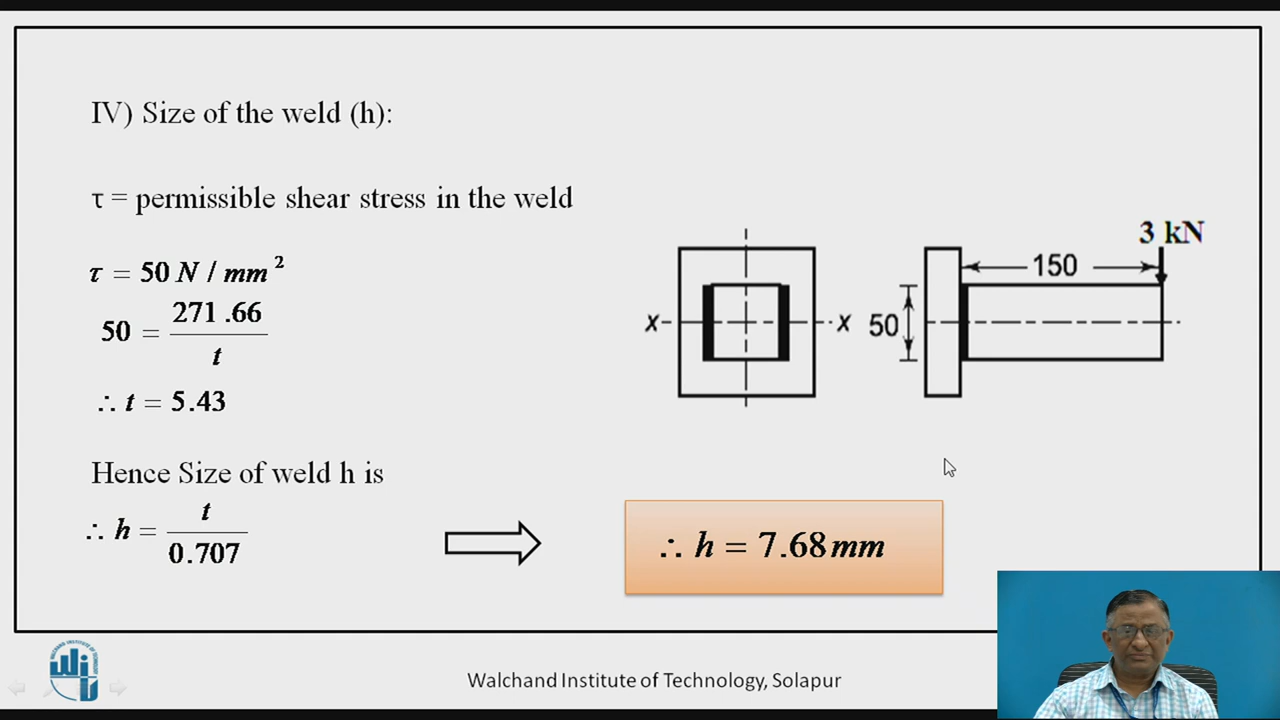 IV) Size of the weld (h):
τ = permissible shear stress in the weld
τ = 50 N / mm²
50 = 271.66 / t
∴ t = 5.43
Hence Size of weld h is
∴ h = t / 0.707
∴ h = 7.68 mm
3 kN
150
50
x
x
Walchand Institute of Technology, Solapur